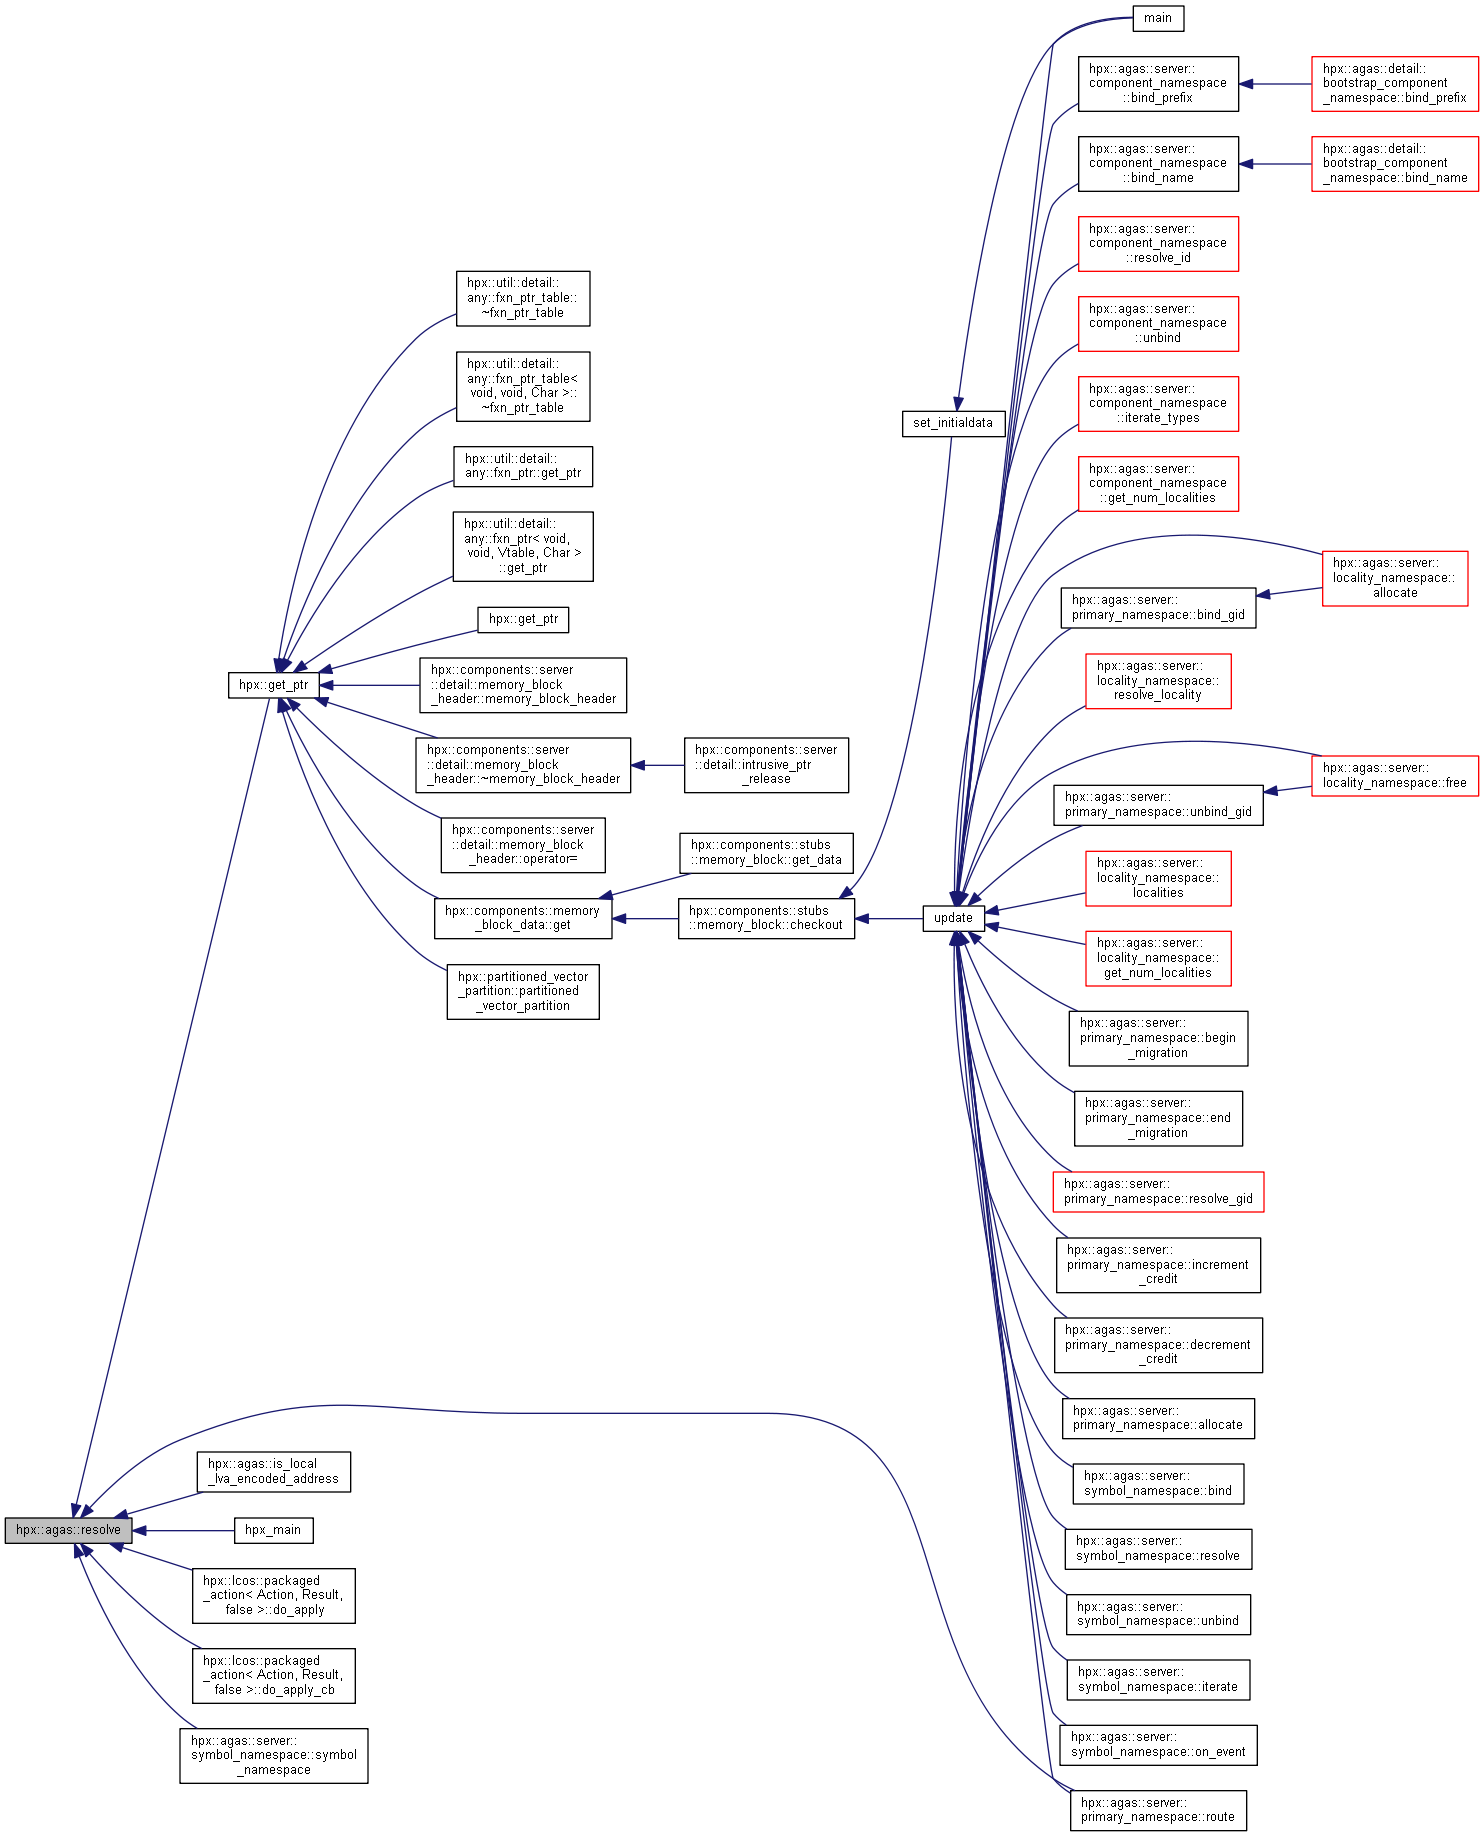 main
hpx::agas::server::
component_namespace
::bind_prefix
hpx::agas::detail::
bootstrap_component
_namespace::bind_prefix
hpx::agas::server::
component_namespace
::bind_name
hpx::agas::detail::
bootstrap_component
_namespace::bind_name
hpx::agas::server::
component_namespace
::resolve_id
hpx::agas::server::
component_namespace
::unbind
hpx::agas::server::
component_namespace
::iterate_types
hpx::agas::server::
component_namespace
::get_num_localities
hpx::agas::server::
locality_namespace::
allocate
hpx::agas::server::
primary_namespace::bind_gid
hpx::agas::server::
locality_namespace::
resolve_locality
hpx::agas::server::
locality_namespace::free
hpx::agas::server::
primary_namespace::unbind_gid
hpx::agas::server::
locality_namespace::
localities
update
hpx::agas::server::
locality_namespace::
get_num_localities
hpx::agas::server::
primary_namespace::begin
_migration
hpx::agas::server::
primary_namespace::end
_migration
hpx::agas::server::
primary_namespace::resolve_gid
hpx::agas::server::
primary_namespace::increment
_credit
hpx::agas::server::
primary_namespace::decrement
_credit
hpx::agas::server::
primary_namespace::allocate
hpx::agas::server::
symbol_namespace::bind
hpx::agas::server::
symbol_namespace::resolve
hpx::agas::server::
symbol_namespace::unbind
hpx::agas::server::
symbol_namespace::iterate
hpx::agas::server::
symbol_namespace::on_event
hpx::agas::server::
primary_namespace::route
set_initialdata
hpx::util::detail::
any::fxn_ptr_table::
~fxn_ptr_table
hpx::util::detail::
any::fxn_ptr_table<
void, void, Char >::
~fxn_ptr_table
hpx::util::detail::
any::fxn_ptr::get_ptr
hpx::util::detail::
any::fxn_ptr< void,
void, Vtable, Char >
::get_ptr
hpx::get_ptr
hpx::get_ptr
hpx::components::server
::detail::memory_block
_header::memory_block_header
hpx::components::server
::detail::memory_block
_header::~memory_block_header
hpx::components::server
::detail::intrusive_ptr
_release
hpx::components::server
::detail::memory_block
_header::operator=
hpx::components::stubs
::memory_block::get_data
hpx::components::memory
_block_data::get
hpx::components::stubs
::memory_block::checkout
hpx::partitioned_vector
_partition::partitioned
_vector_partition
hpx::agas::is_local
_lva_encoded_address
hpx::agas::resolve
hpx_main
hpx::lcos::packaged
_action< Action, Result,
false >::do_apply
hpx::lcos::packaged
_action< Action, Result,
false >::do_apply_cb
hpx::agas::server::
symbol_namespace::symbol
_namespace